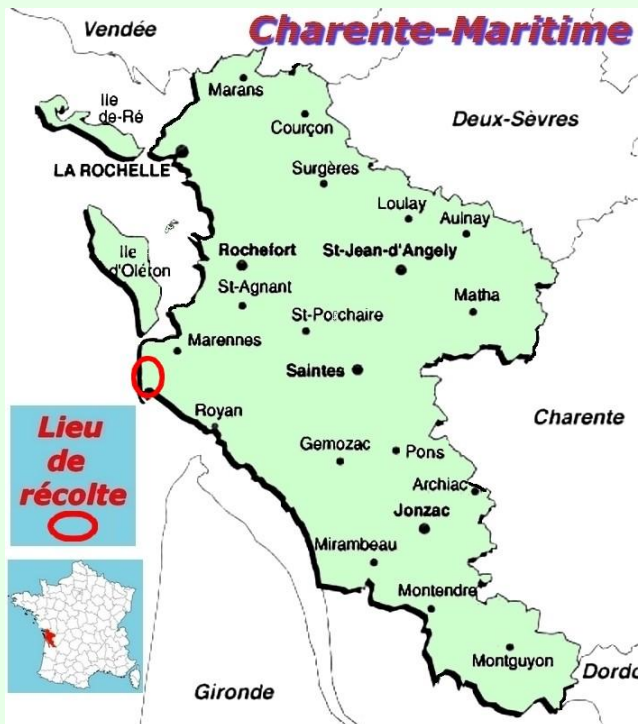 Charente-Maritime
Vendée
Marans
Ile
de-Ré
Courçon
Deux-Sèvres
LA ROCHELLE
Surgères
Loulay
Aulnay
Ile
d'Oléron
Rochefort
St-Jean-d'Angely
St-Agnant
Matha
St-Porchaire
Marennes
Saintes
Lieu
de
récolte
Royan
Charente
Gemozac
Pons
Archiac
Jonzac
Mirambeau
Montendre
Montguyon
Gironde
Dordo